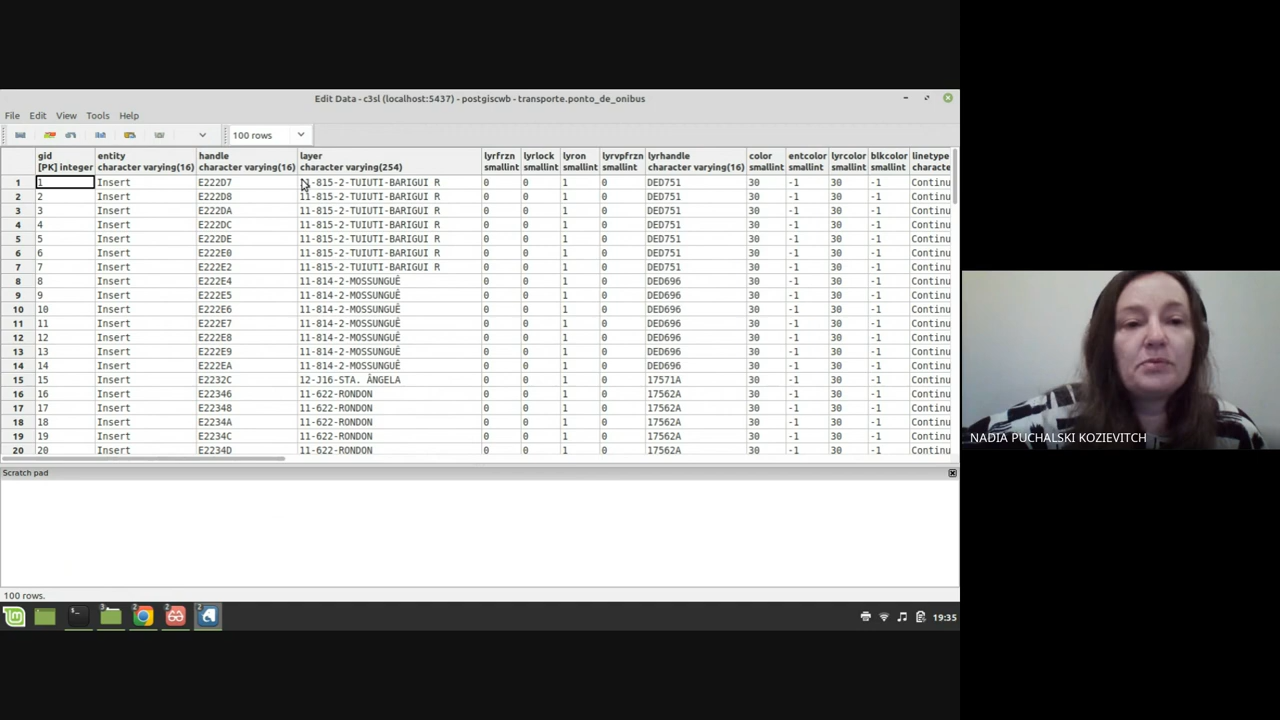 Edit Data - c3sl (localhost:5437) - postgiscwb - transporte.ponto_de_onibus
File Edit View Tools Help
100 rows
gid entity handle layer lyrfrzn lyrlock lyron lyrvpfrzn lyrhandle color entcolor lyrcolor blkcolor linetype
[PK] integer character varying(16) character varying(16) character varying(254) smallint smallint smallint smallint character varying(16) smallint smallint smallint smallint characte
1 1 Insert E222D7 11-815-2-TUIUTI-BARIGUI R 0 0 1 0 DED751 30 -1 30 -1 Continu
2 2 Insert E222D8 11-815-2-TUIUTI-BARIGUI R 0 0 1 0 DED751 30 -1 30 -1 Continu
3 3 Insert E222DA 11-815-2-TUIUTI-BARIGUI R 0 0 1 0 DED751 30 -1 30 -1 Continu
4 4 Insert E222DC 11-815-2-TUIUTI-BARIGUI R 0 0 1 0 DED751 30 -1 30 -1 Continu
5 5 Insert E222DE 11-815-2-TUIUTI-BARIGUI R 0 0 1 0 DED751 30 -1 30 -1 Continu
6 6 Insert E222E0 11-815-2-TUIUTI-BARIGUI R 0 0 1 0 DED751 30 -1 30 -1 Continu
7 7 Insert E222E2 11-815-2-TUIUTI-BARIGUI R 0 0 1 0 DED751 30 -1 30 -1 Continu
8 8 Insert E222E4 11-814-2-MOSSUNGUÊ 0 0 1 0 DED696 30 -1 30 -1 Continu
9 9 Insert E222E5 11-814-2-MOSSUNGUÊ 0 0 1 0 DED696 30 -1 30 -1 Continu
10 10 Insert E222E6 11-814-2-MOSSUNGUÊ 0 0 1 0 DED696 30 -1 30 -1 Continu
11 11 Insert E222E7 11-814-2-MOSSUNGUÊ 0 0 1 0 DED696 30 -1 30 -1 Continu
12 12 Insert E222E8 11-814-2-MOSSUNGUÊ 0 0 1 0 DED696 30 -1 30 -1 Continu
13 13 Insert E222E9 11-814-2-MOSSUNGUÊ 0 0 1 0 DED696 30 -1 30 -1 Continu
14 14 Insert E222EA 11-814-2-MOSSUNGUÊ 0 0 1 0 DED696 30 -1 30 -1 Continu
15 15 Insert E2232C 12-J16-STA. ÂNGELA 0 0 1 0 17571A 30 -1 30 -1 Continu
16 16 Insert E22346 11-622-RONDON 0 0 1 0 17562A 30 -1 30 -1 Continu
17 17 Insert E22348 11-622-RONDON 0 0 1 0 17562A 30 -1 30 -1 Continu
18 18 Insert E2234A 11-622-RONDON 0 0 1 0 17562A 30 -1 30 -1 Continu
19 19 Insert E2234C 11-622-RONDON 0 0 1 0 17562A 30 -1 30 -1 Continu
20 20 Insert E2234D 11-622-RONDON 0 0 1 0 17562A 30 -1 30 -1 Continu
Scratch pad
100 rows.
19:35
NADIA PUCHALSKI KOZIEVITCH